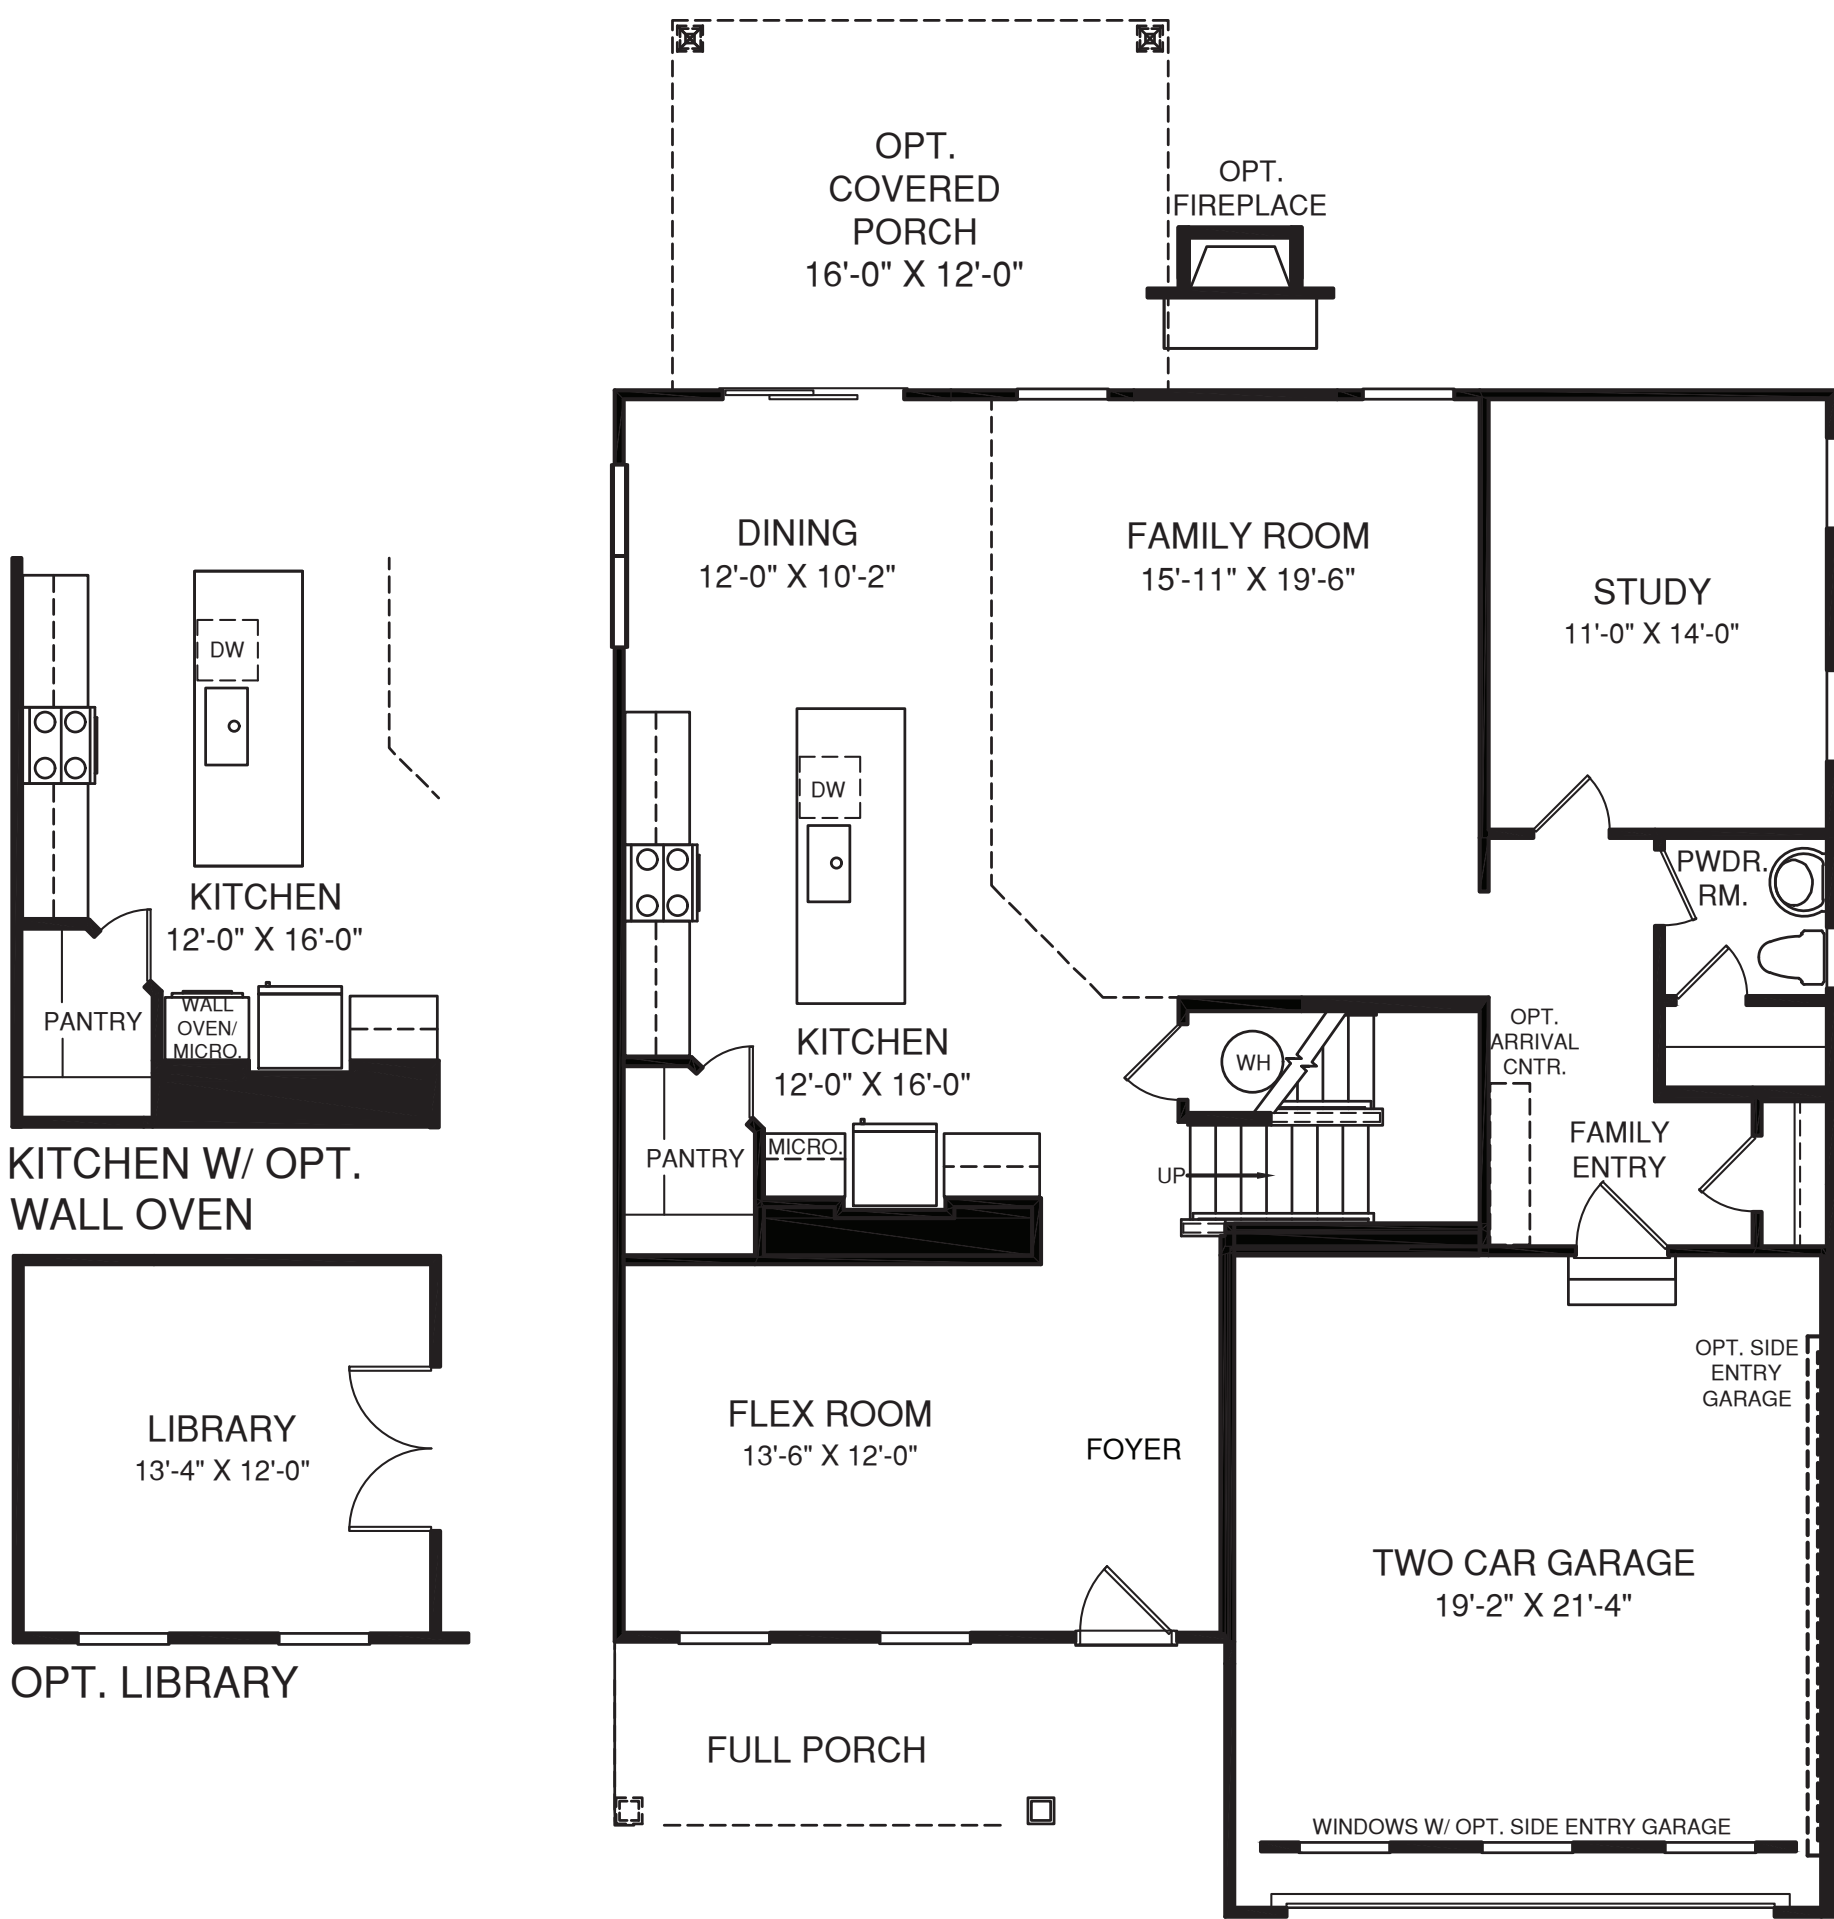 OPT.
COVERED
PORCH
16'-0" X 12'-0"
OPT.
FIREPLACE
DINING
12'-0" X 10'-2"
FAMILY ROOM
15'-11" X 19'-6"
STUDY
11'-0" X 14'-0"
DW
KITCHEN
12'-0" X 16'-0"
PANTRY
WALL
OVEN/
MICRO.
KITCHEN W/ OPT.
WALL OVEN
DW
KITCHEN
12'-0" X 16'-0"
PANTRY
MICRO.
WH
UP
PWDR.
RM.
OPT.
ARRIVAL
CNTR.
FAMILY
ENTRY
LIBRARY
13'-4" X 12'-0"
OPT. LIBRARY
FLEX ROOM
13'-6" X 12'-0"
FOYER
OPT. SIDE
ENTRY
GARAGE
TWO CAR GARAGE
19'-2" X 21'-4"
FULL PORCH
WINDOWS W/ OPT. SIDE ENTRY GARAGE